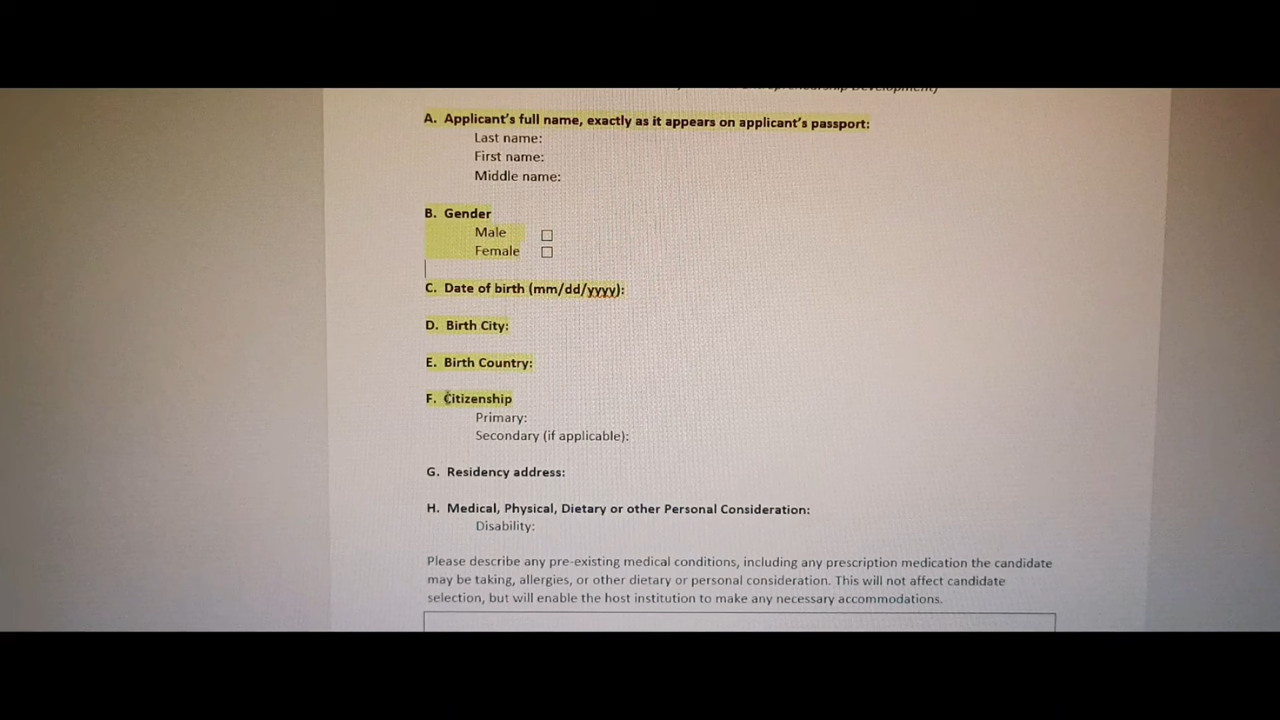 Development)
A. Applicant's full name, exactly as it appears on applicant's passport:
Last name:
First name:
Middle name:
B. Gender
Male ☐
Female ☐
C. Date of birth (mm/dd/yyyy):
D. Birth City:
E. Birth Country:
F. Citizenship
Primary:
Secondary (if applicable):
G. Residency address:
H. Medical, Physical, Dietary or other Personal Consideration:
Disability:
Please describe any pre-existing medical conditions, including any prescription medication the candidate
may be taking, allergies, or other dietary or personal consideration. This will not affect candidate
selection, but will enable the host institution to make any necessary accommodations.